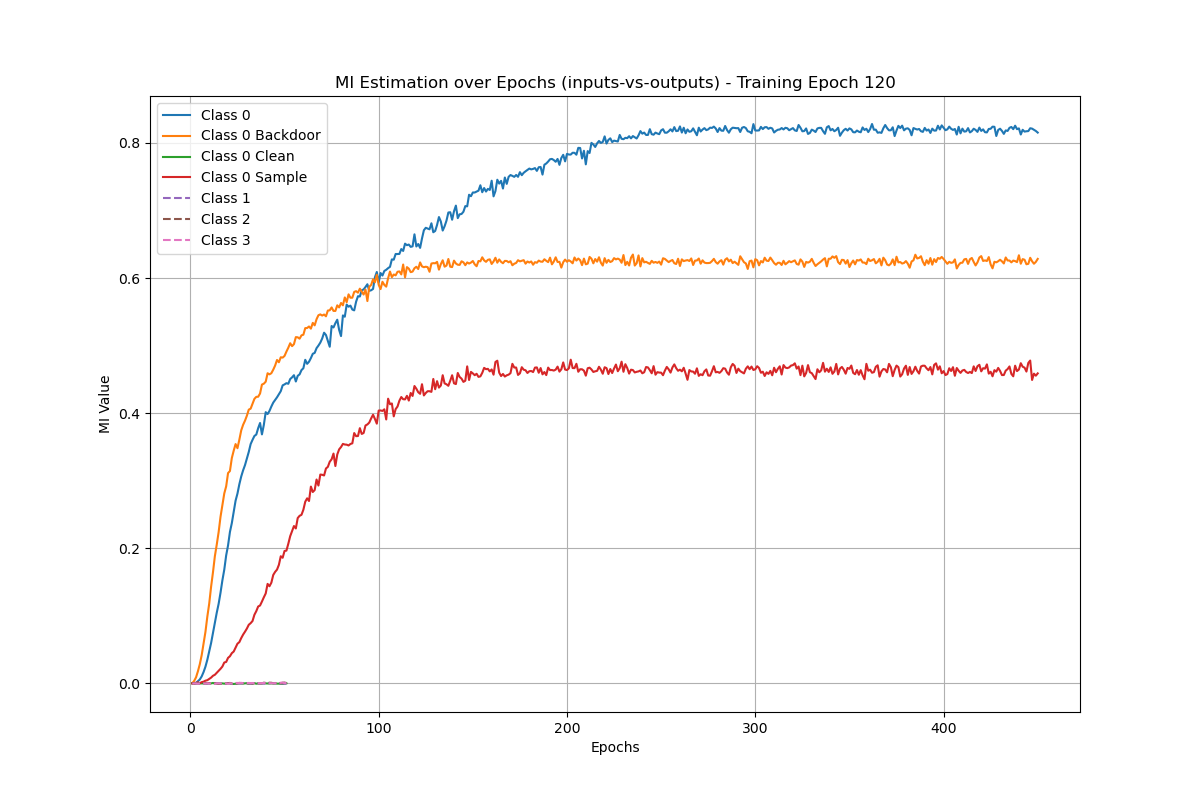 MI Estimation over Epochs (inputs-vs-outputs) - Training Epoch 120
Class 0
Class 0 Backdoor
Class 0 Clean
Class 0 Sample
Class 1
Class 2
Class 3
MI Value
0.8
0.6
0.4
0.2
0.0
0
100
200
300
400
Epochs